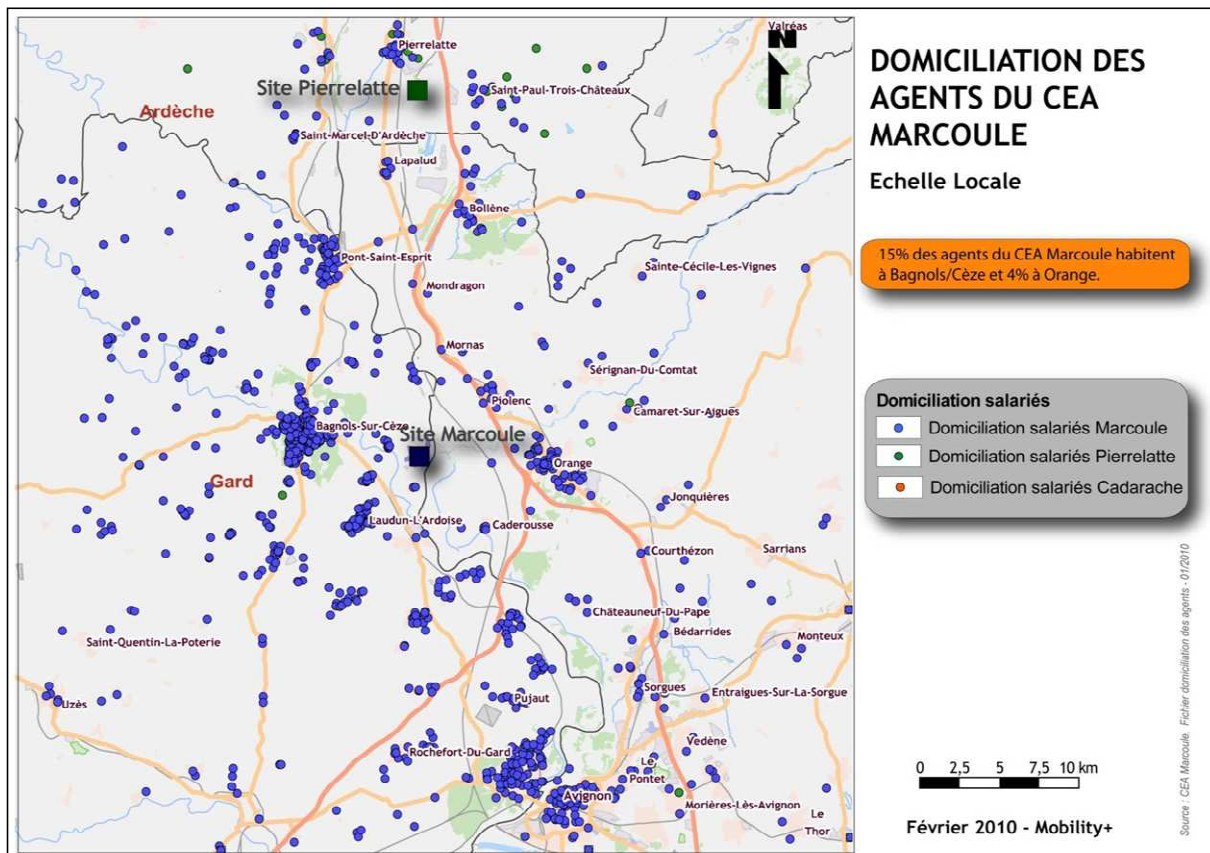 DOMICILIATION DES
AGENTS DU CEA
MARCOULE
Echelle Locale
15% des agents du CEA Marcoule habitent
à Bagnols/Cèze et 4% à Orange.
Domiciliation salariés
Domiciliation salariés Marcoule
Domiciliation salariés Pierrelatte
Domiciliation salariés Cadarache
Valréas
N
Pierrelatte
Site Pierrelatte
Saint-Paul-Trois-Châteaux
Ardèche
Saint-Marcel-D'Ardèche
Lapalud
Bollène
Pont-Saint-Esprit
Sainte-Cécile-Les-Vignes
Mondragon
Mornas
Sérignan-Du-Comtat
Piolenc
Camaret-Sur-Aigues
Bagnols-Sur-Cèze
Site Marcoule
Orange
Gard
Jonquières
Laudun-L'Ardoise
Caderousse
Courthézon
Sarrians
Châteauneuf-Du-Pape
Bédarrides
Saint-Quentin-La-Poterie
Monteux
Sorgues
Entraigues-Sur-La-Sorgue
Uzès
Pujaut
Vedène
Rochefort-Du-Gard
Le
Pontet
Avignon
Morières-Lès-Avignon
Le
Thor
0 2,5 5 7,5 10 km
Février 2010 - Mobility+
Source : CEA Marcoule. Fichier domiciliation des agents - 01/2010